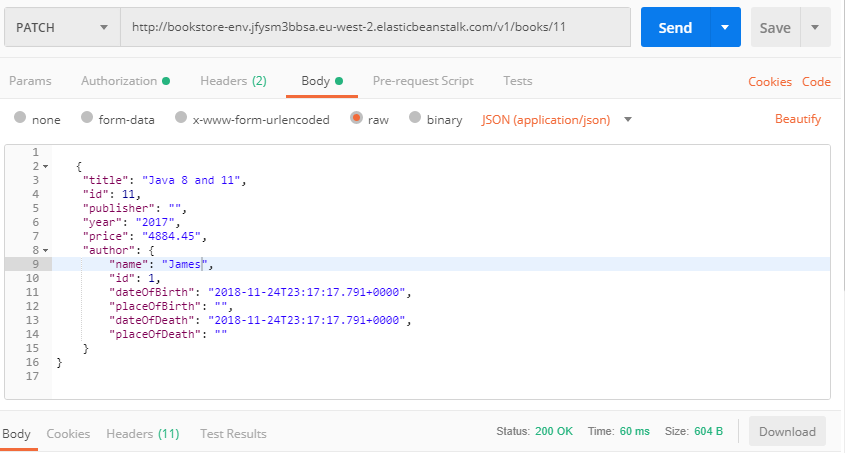 PATCH http://bookstore-env.jfysm3bbsa.eu-west-2.elasticbeanstalk.com/v1/books/11 Send Save
Params Authorization Headers (2) Body Pre-request Script Tests Cookies Code
none form-data x-www-form-urlencoded raw binary JSON (application/json) Beautify
1
2 {
3 "title": "Java 8 and 11",
4 "id": 11,
5 "publisher": "",
6 "year": "2017",
7 "price": "4884.45",
8 "author": {
9 "name": "James",
10 "id": 1,
11 "dateOfBirth": "2018-11-24T23:17:17.791+0000",
12 "placeOfBirth": "",
13 "dateOfDeath": "2018-11-24T23:17:17.791+0000",
14 "placeOfDeath": ""
15 }
16 }
17
Body Cookies Headers (11) Test Results Status: 200 OK Time: 60 ms Size: 604 B Download